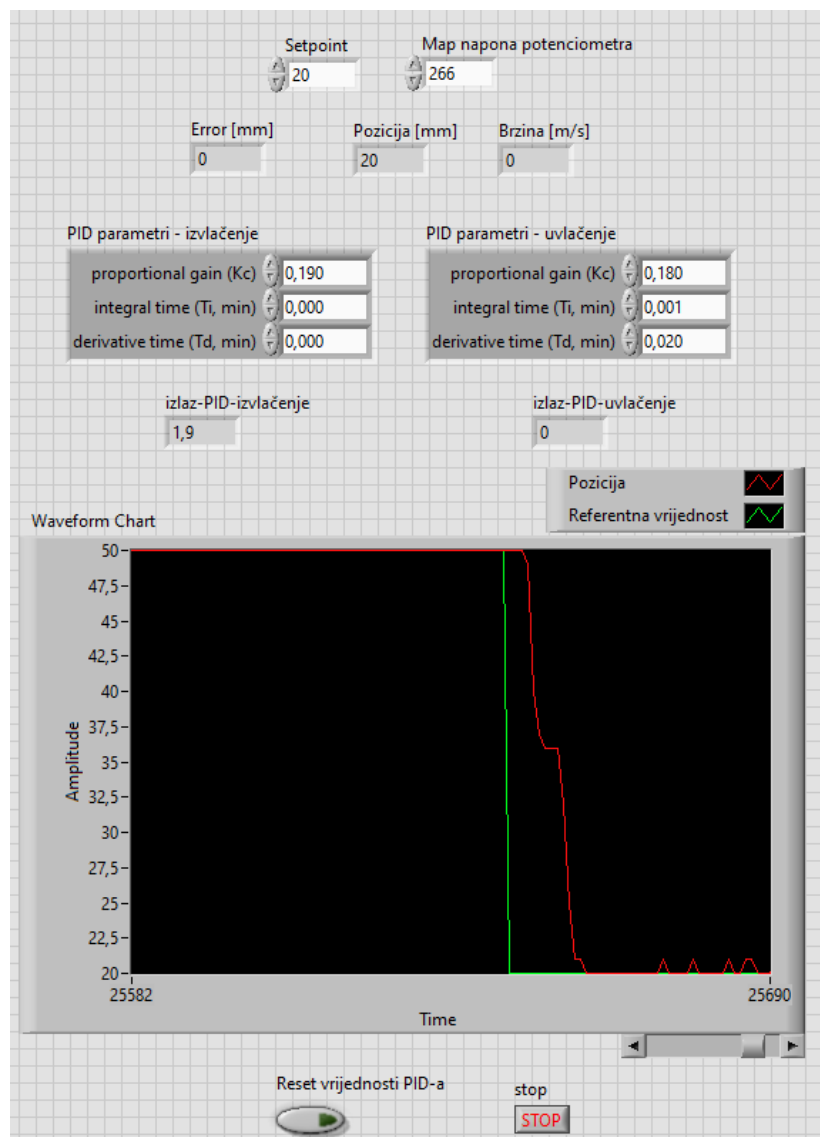 Setpoint
Map napona potenciometra
20
266
Error [mm]
Pozicija [mm]
Brzina [m/s]
0
20
0
PID parametri - izvlačenje
PID parametri - uvlačenje
proportional gain (Kc) 0,190
proportional gain (Kc) 0,180
integral time (Ti, min) 0,000
integral time (Ti, min) 0,001
derivative time (Td, min) 0,000
derivative time (Td, min) 0,020
izlaz-PID-izvlačenje
izlaz-PID-uvlačenje
1,9
0
Pozicija
Referentna vrijednost
Waveform Chart
50
47,5
45
42,5
40
37,5
35
32,5
30
27,5
25
22,5
20
Amplitude
25582
25690
Time
Reset vrijednosti PID-a
stop
STOP